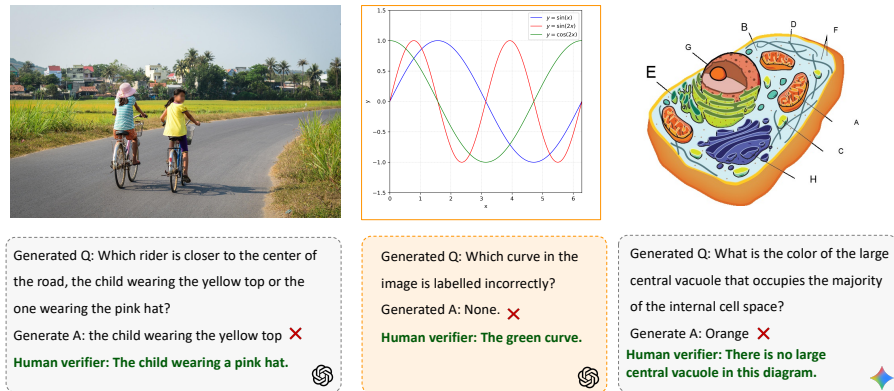 1.5
1.0
0.5
0.0
−0.5
−1.0
−1.5
y
0
1
2
3
4
5
6
x
y = sin(x)
y = sin(2x)
y = cos(2x)
B
D
F
G
E
A
C
H
Generated Q: Which rider is closer to the center of
the road, the child wearing the yellow top or the
one wearing the pink hat?
Generate A: the child wearing the yellow top
Human verifier: The child wearing a pink hat.
Generated Q: Which curve in the
image is labelled incorrectly?
Generated A: None.
Human verifier: The green curve.
Generated Q: What is the color of the large
central vacuole that occupies the majority
of the internal cell space?
Generate A: Orange
Human verifier: There is no large
central vacuole in this diagram.